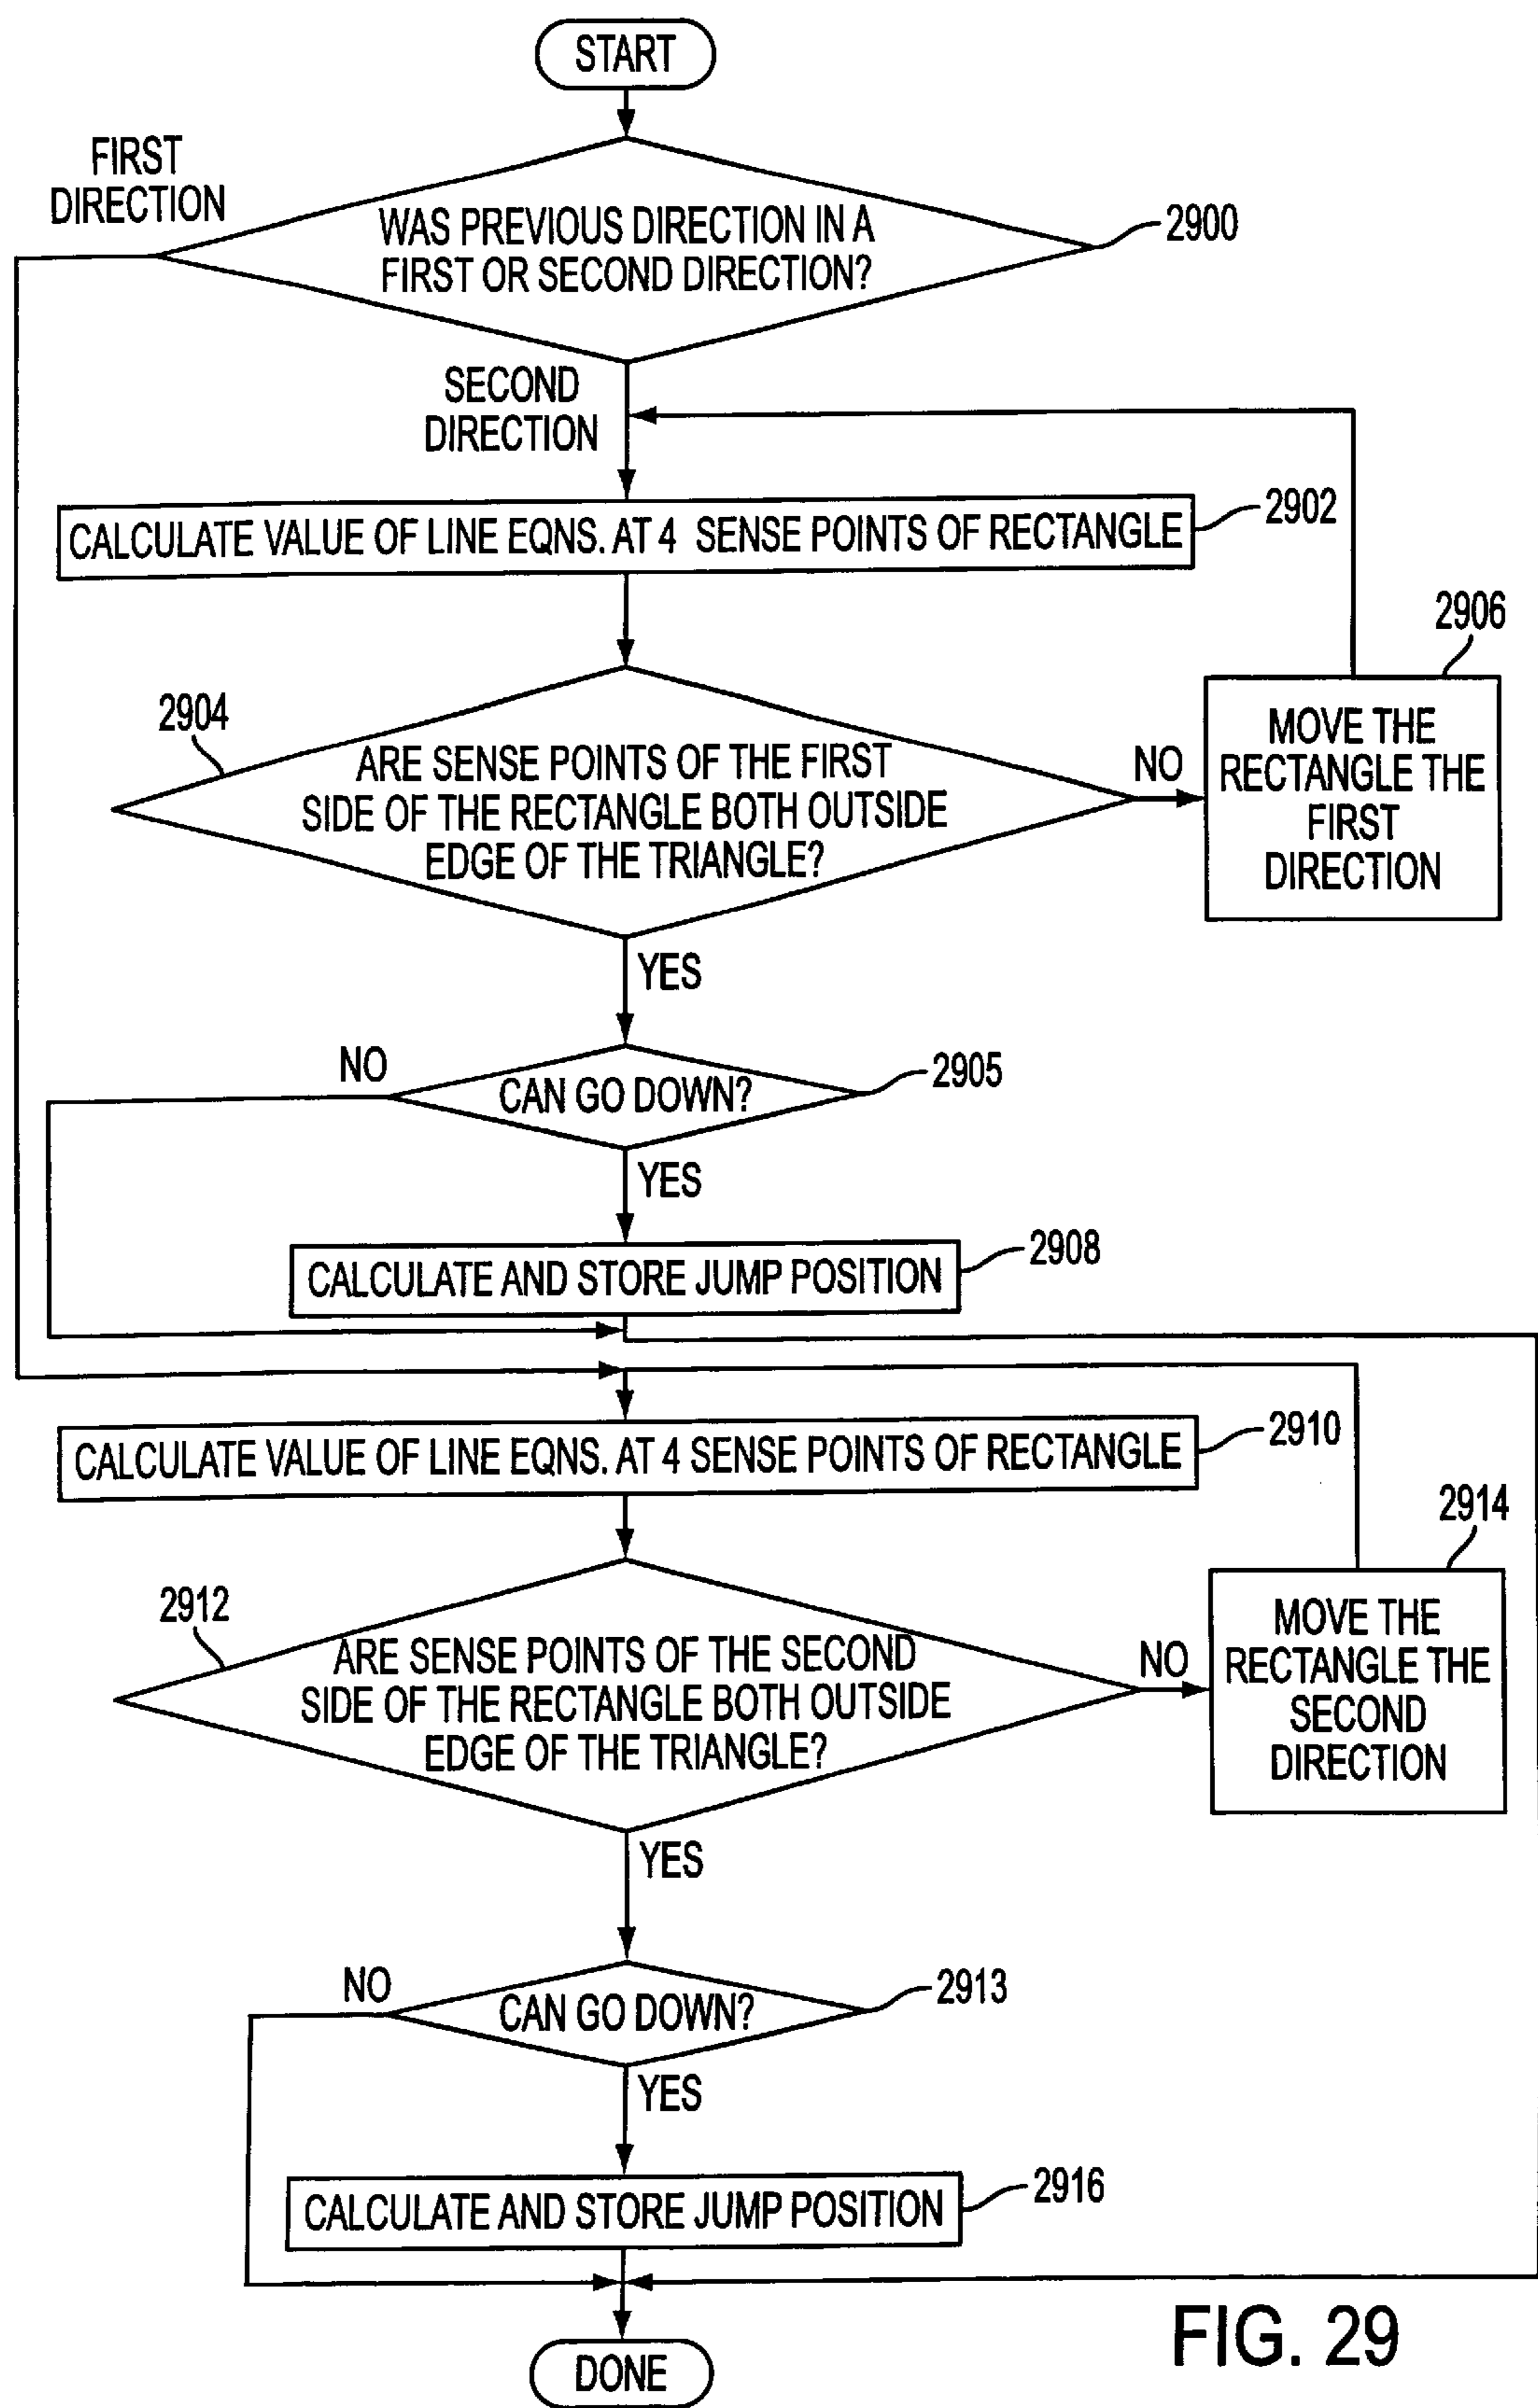 START
FIRST
DIRECTION
WAS PREVIOUS DIRECTION IN A
FIRST OR SECOND DIRECTION?
2900
SECOND
DIRECTION
CALCULATE VALUE OF LINE EQNS. AT 4 SENSE POINTS OF RECTANGLE
2902
2904
ARE SENSE POINTS OF THE FIRST
SIDE OF THE RECTANGLE BOTH OUTSIDE
EDGE OF THE TRIANGLE?
NO
2906
MOVE THE
RECTANGLE THE
FIRST
DIRECTION
YES
NO
CAN GO DOWN?
2905
YES
CALCULATE AND STORE JUMP POSITION
2908
CALCULATE VALUE OF LINE EQNS. AT 4 SENSE POINTS OF RECTANGLE
2910
2912
ARE SENSE POINTS OF THE SECOND
SIDE OF THE RECTANGLE BOTH OUTSIDE
EDGE OF THE TRIANGLE?
NO
2914
MOVE THE
RECTANGLE THE
SECOND
DIRECTION
YES
NO
CAN GO DOWN?
2913
YES
CALCULATE AND STORE JUMP POSITION
2916
DONE
FIG. 29